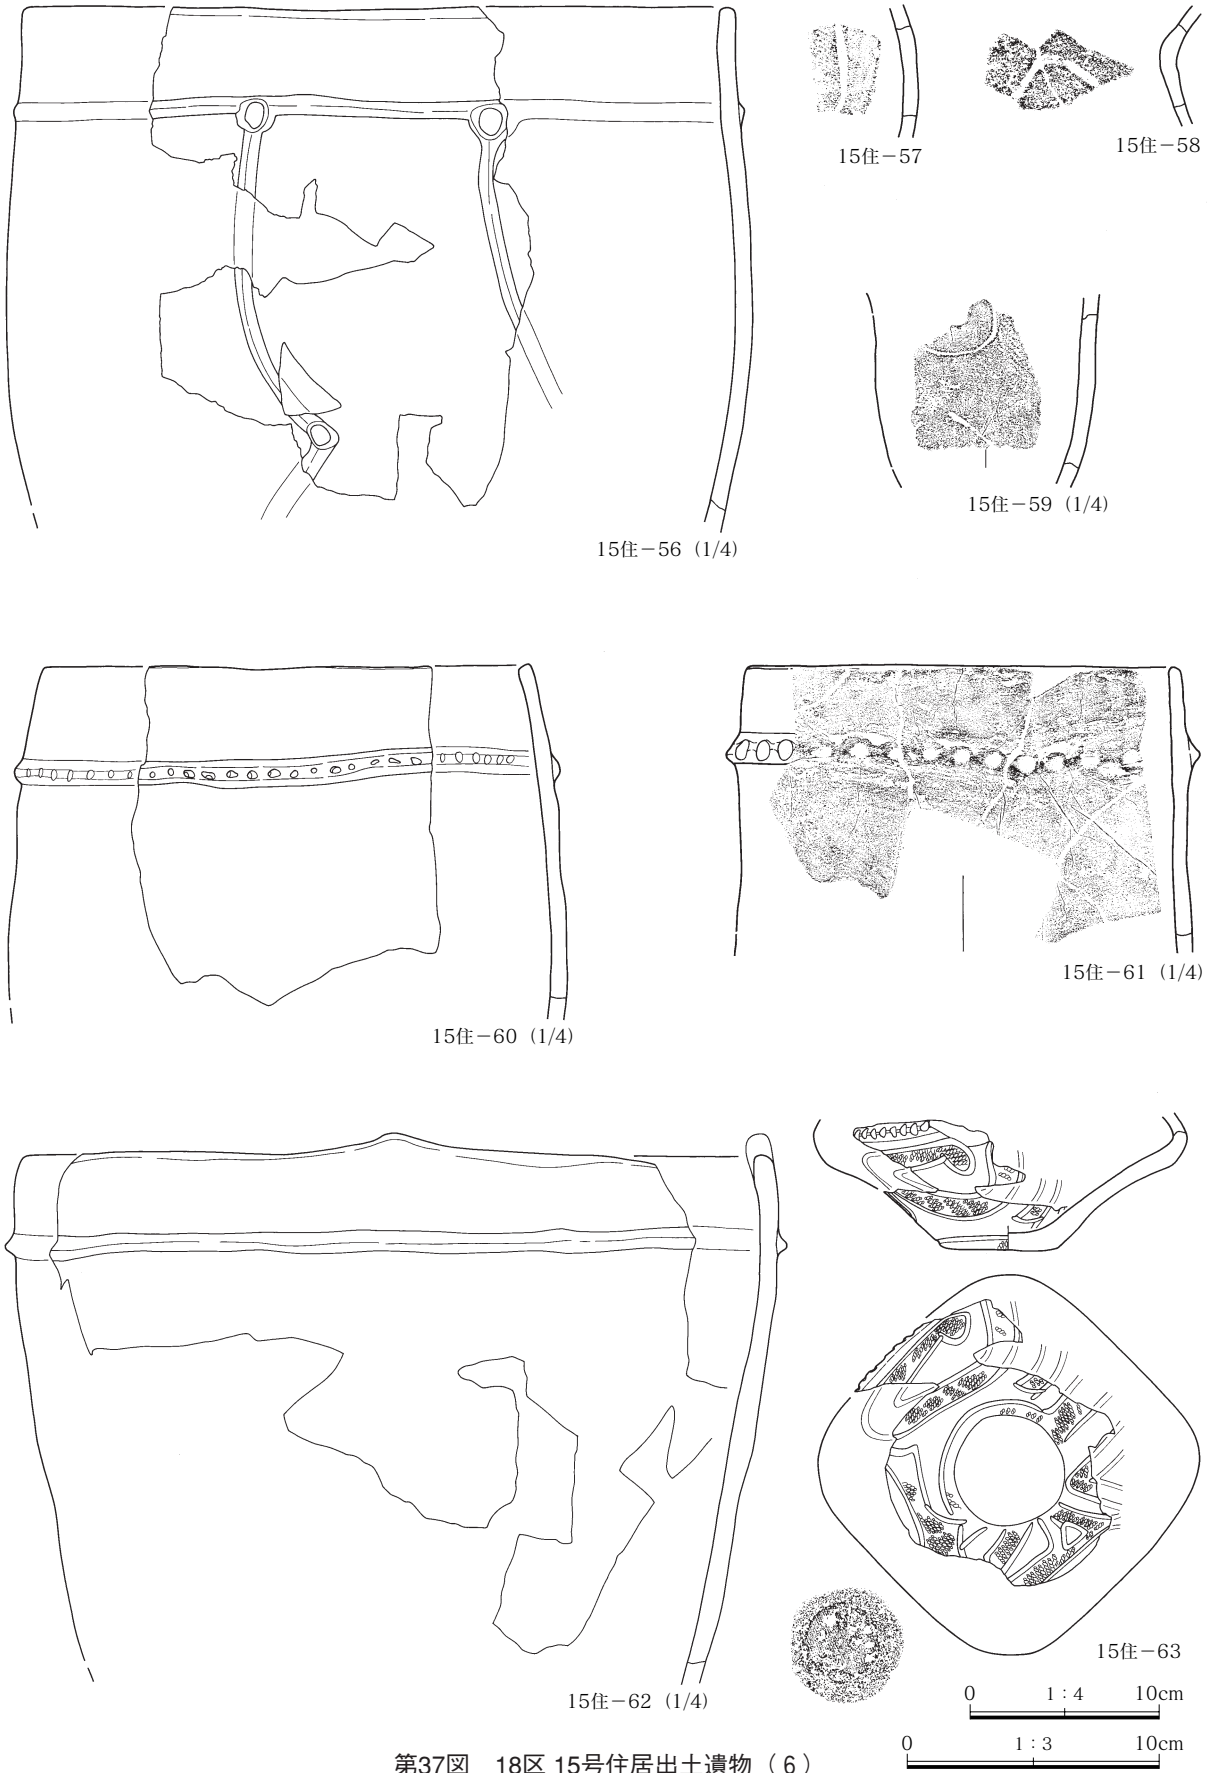 15住－57
15住－58
15住－59 (1/4)
15住－56 (1/4)
15住－61 (1/4)
15住－60 (1/4)
15住－63
15住－62 (1/4)
0 1：4 10cm
0 1：3 10cm
第37図 18区 15号住居出土遺物（6）